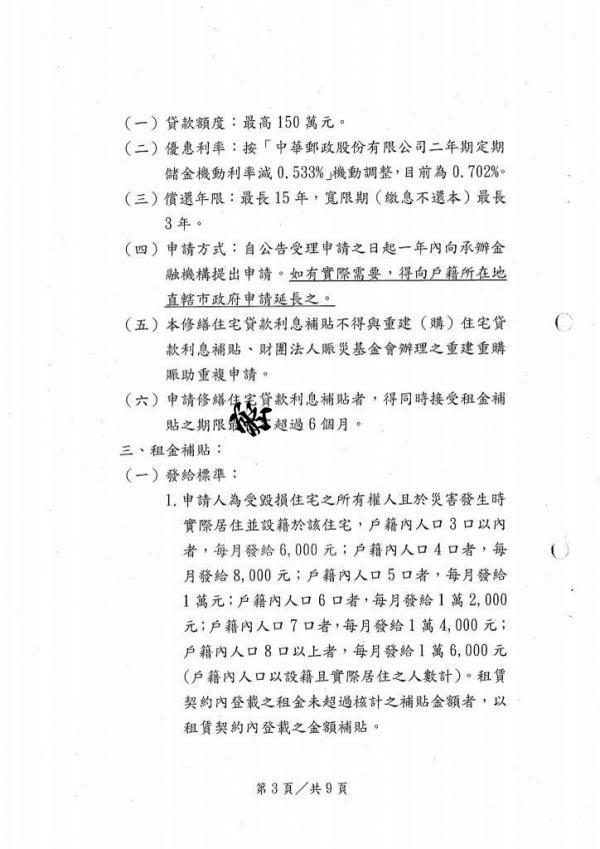 （一）貸款額度：最高150萬元。
（二）優惠利率：按「中華郵政股份有限公司二年期定期
儲金機動利率減0.533%」機動調整，目前為0.702%。
（三）償還年限：最長15年，寬限期（繳息不還本）最長
3年。
（四）申請方式：自公告受理申請之日起一年內向承辦金
融機構提出申請。如有實際需要，得向戶籍所在地
直轄市政府申請延長之。
（五）本修繕住宅貸款利息補貼不得與重建（購）住宅貸
款利息補貼、財團法人賑災基金會辦理之重建重購
賑助重複申請。
（六）申請修繕住宅貸款利息補貼者，得同時接受租金補
貼之期限最 超過6個月。
三、租金補貼：
（一）發給標準：
1.申請人為受毀損住宅之所有權人且於災害發生時
實際居住並設籍於該住宅，戶籍內人口3口以內
者，每月發給6,000元；戶籍內人口4口者，每
月發給8,000元；戶籍內人口5口者，每月發給
1萬元；戶籍內人口6口者，每月發給1萬2,000
元；戶籍內人口7口者，每月發給1萬4,000元；
戶籍內人口8口以上者，每月發給1萬6,000元
(戶籍內人口以設籍且實際居住之人數計)。租賃
契約內登載之租金未超過核計之補貼金額者，以
租賃契約內登載之金額補貼。
第3頁／共9頁